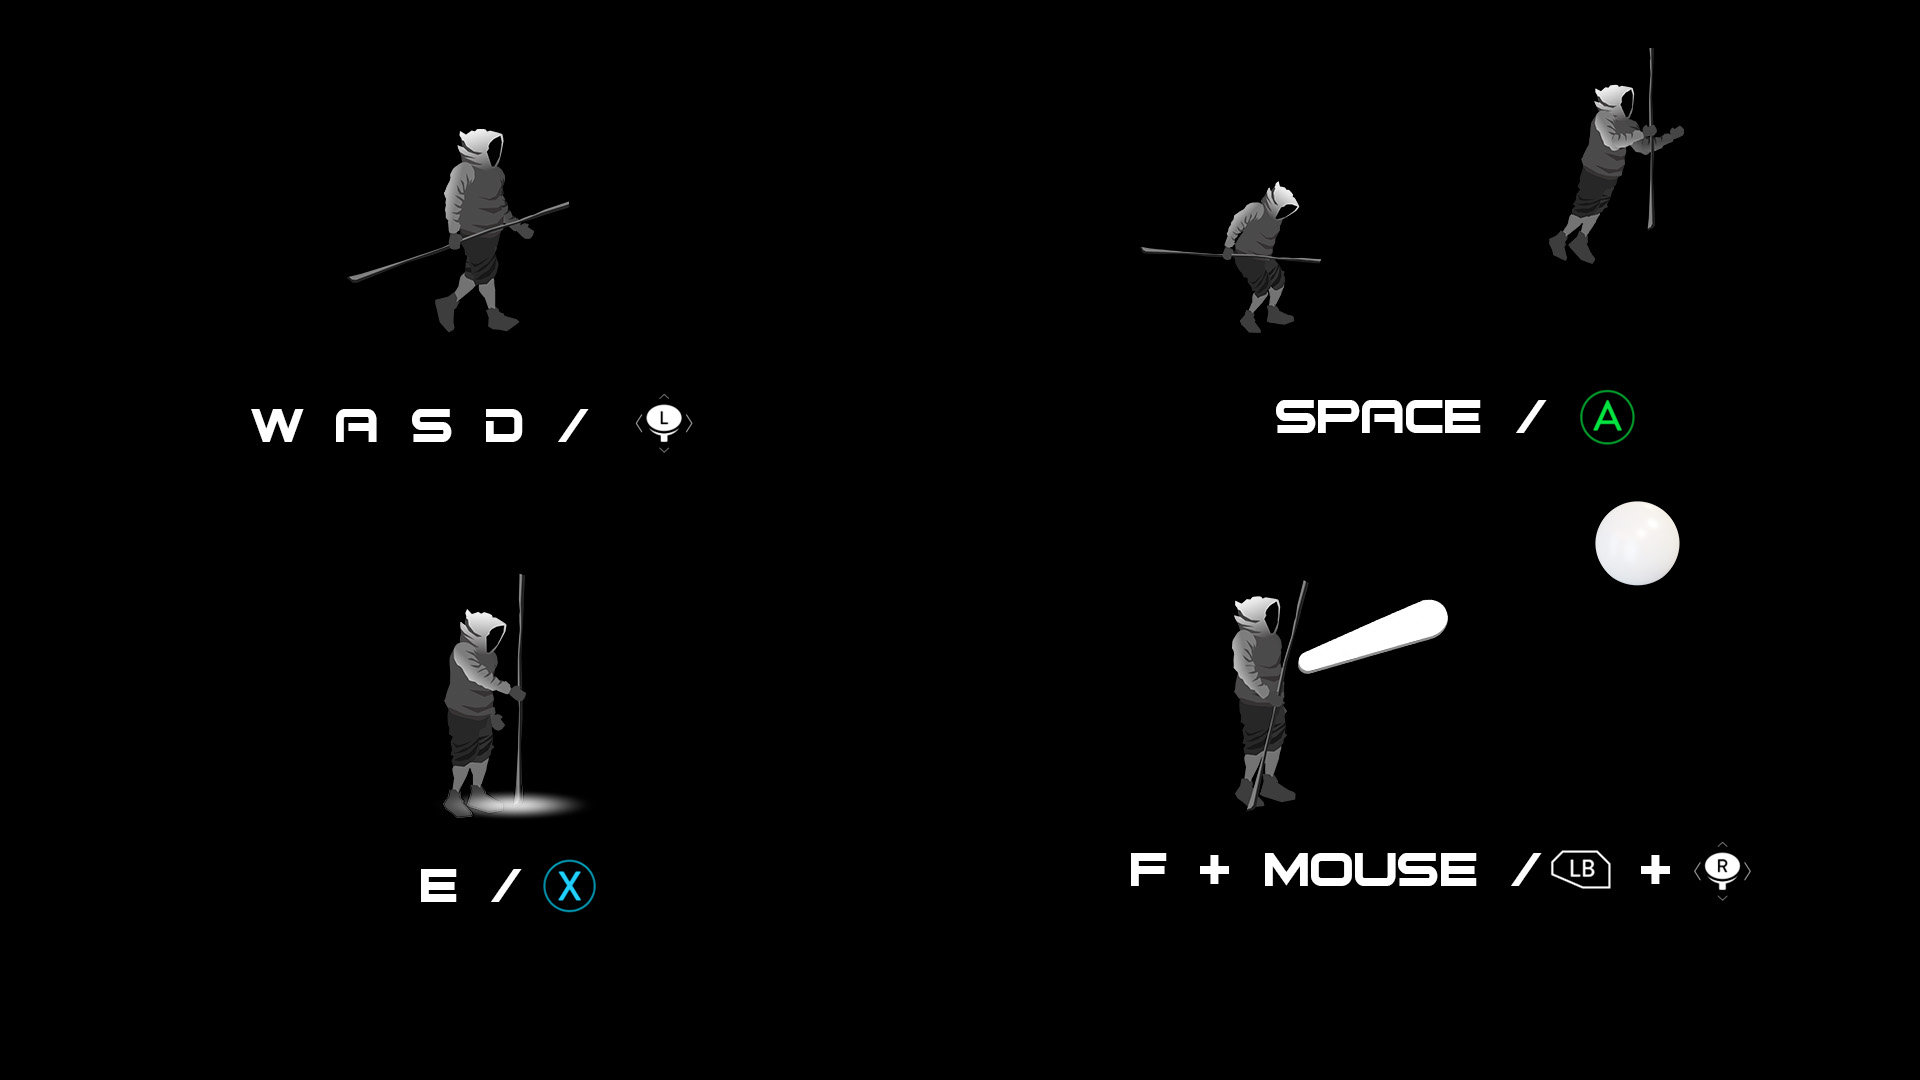 W A S D / L
SPACE / A
E / X
F + MOUSE / LB + R